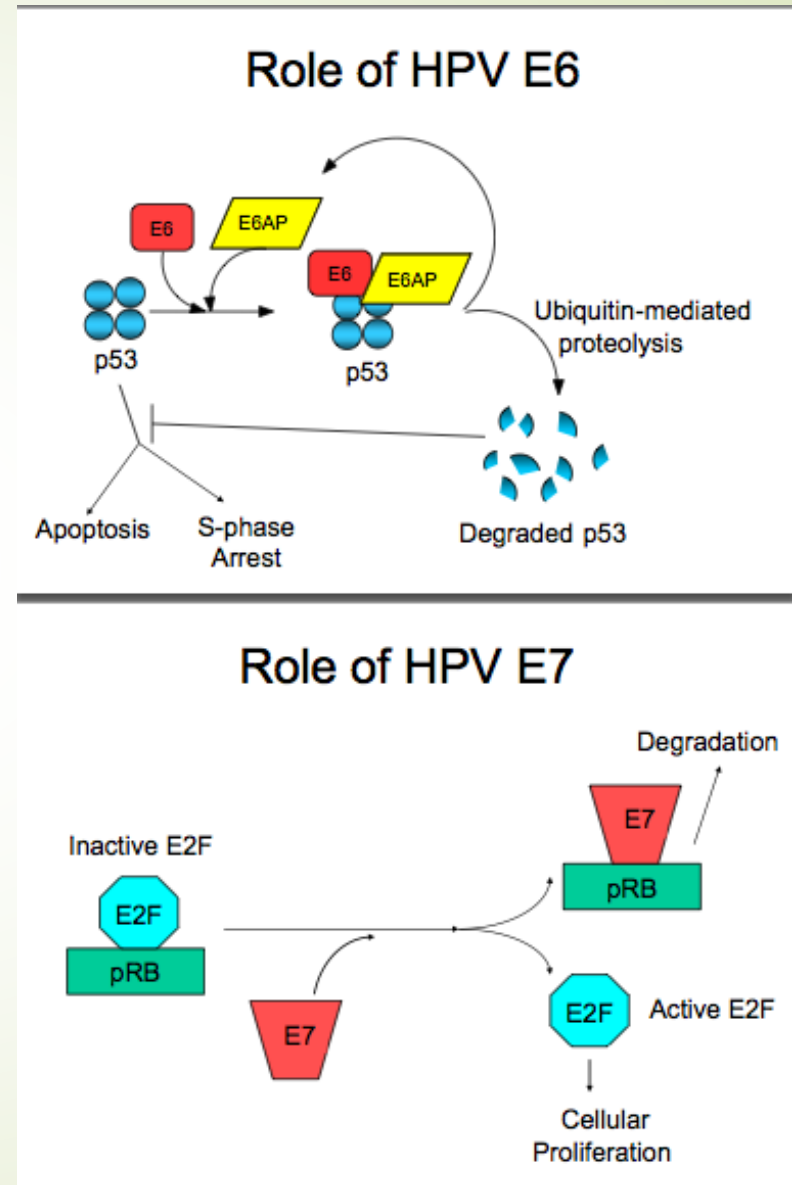 Role of HPV E6
E6
E6AP
E6
E6AP
p53
p53
Ubiquitin-mediated
proteolysis
Apoptosis
S-phase
Arrest
Degraded p53
Role of HPV E7
Degradation
E7
pRB
Inactive E2F
E2F
pRB
E7
E2F
Active E2F
Cellular
Proliferation